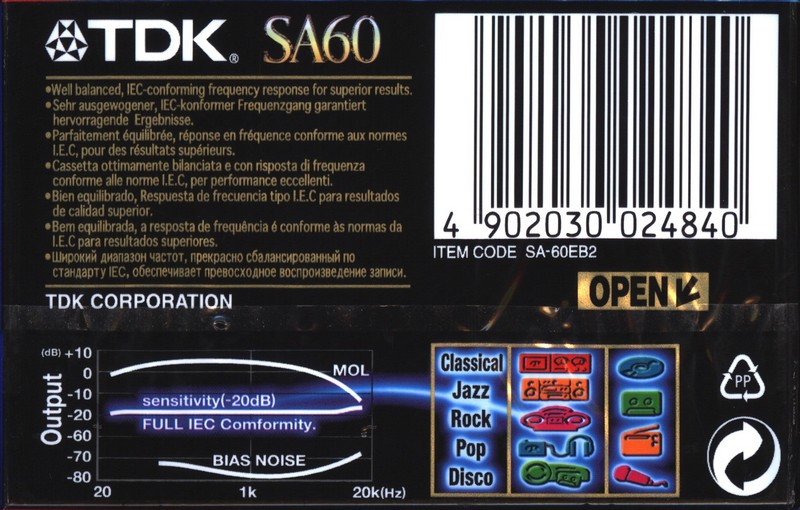 TDK® SA60
•Well balanced, IEC-conforming frequency response for superior results.
•Sehr ausgewogener, IEC-konformer Frequenzgang garantiert
hervorragende Ergebnisse.
•Parfaitement équilibrée, réponse en fréquence conforme aux normes
I.E.C, pour des résultats supérieurs.
•Cassetta ottimamente bilanciata e con risposta di frequenza
conforme alle norme I.E.C, per performance eccellenti.
•Bien equilibrado, Respuesta de frecuencia tipo I.E.C para resultados
de calidad superior.
•Bem equilibrada, a resposta de frequência é conforme às normas da
I.E.C para resultados superiores.
•Широкий диапазон частот, прекрасно сбалансированный по
стандарту IEC, обеспечивает превосходное воспроизведение записи.
TDK CORPORATION
4 902030 024840
ITEM CODE SA-60EB2
OPEN
(dB) +10
0
-10
-20
-60
-70
-80
Output
MOL
sensitivity(-20dB)
FULL IEC Comformity.
BIAS NOISE
20 1k 20k(Hz)
Classical
Jazz
Rock
Pop
Disco
PP